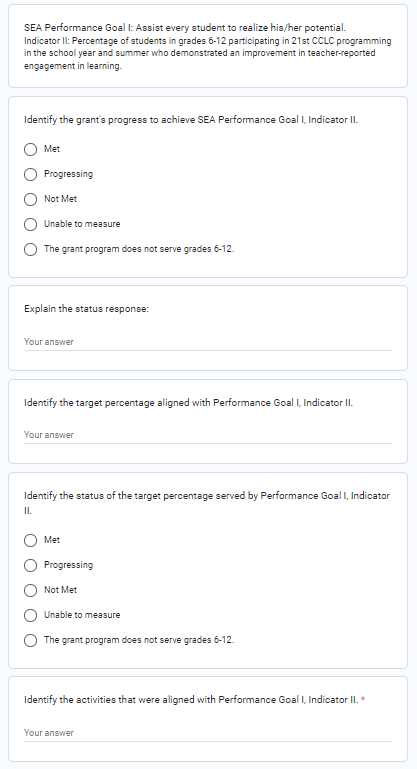 SEA Performance Goal I: Assist every student to realize his/her potential.
Indicator II: Percentage of students in grades 6-12 participating in 21st CCLC programming
in the school year and summer who demonstrated an improvement in teacher-reported
engagement in learning.
Identify the grant's progress to achieve SEA Performance Goal I, Indicator II.
Met
Progressing
Not Met
Unable to measure
The grant program does not serve grades 6-12.
Explain the status response:
Your answer
Identify the target percentage aligned with Performance Goal I, Indicator II.
Your answer
Identify the status of the target percentage served by Performance Goal I, Indicator
II.
Met
Progressing
Not Met
Unable to measure
The grant program does not serve grades 6-12.
Identify the activities that were aligned with Performance Goal I, Indicator II. *
Your answer